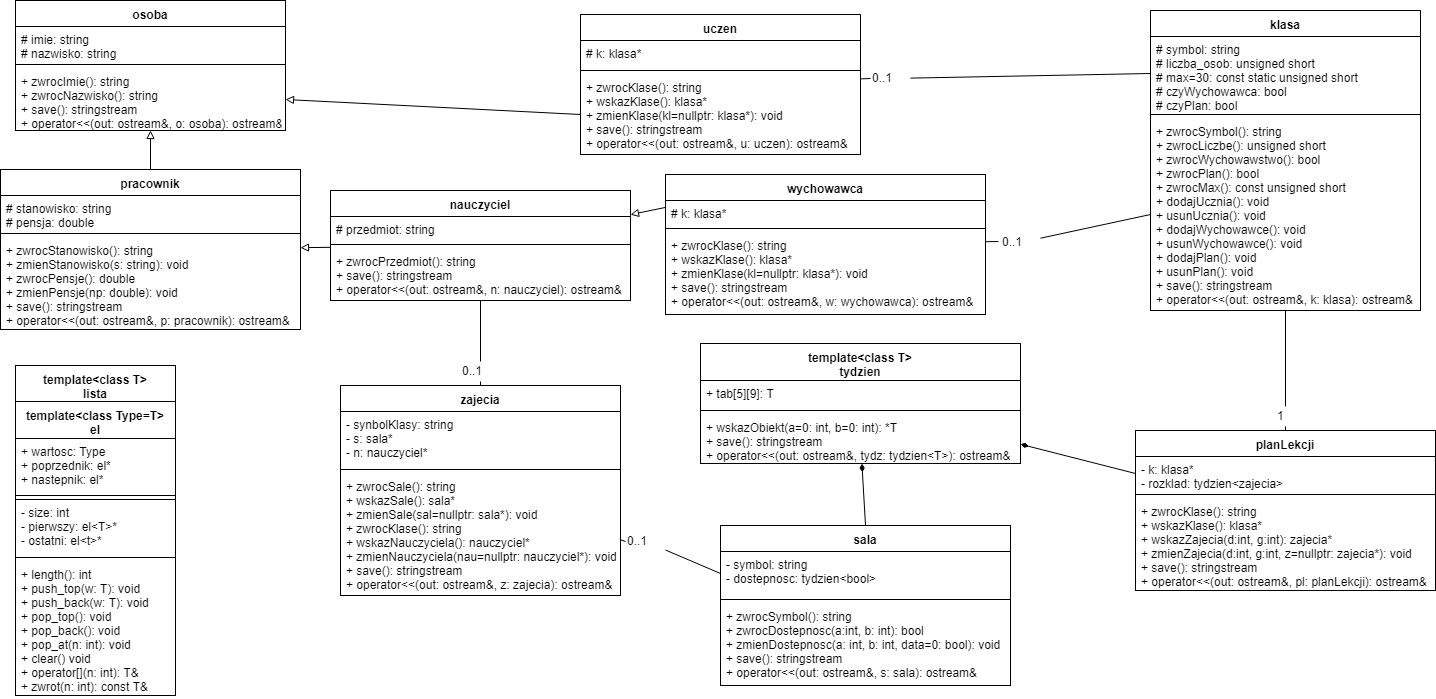 osoba
# imie: string
# nazwisko: string
+ zwrocImie(): string
+ zwrocNazwisko(): string
+ save(): stringstream
+ operator<<(out: ostream&, o: osoba): ostream&
uczen
# k: klasa*
+ zwrocKlase(): string
+ wskazKlase(): klasa*
+ zmienKlase(kl=nullptr: klasa*): void
+ save(): stringstream
+ operator<<(out: ostream&, u: uczen): ostream&
0..1
klasa
# symbol: string
# liczba_osob: unsigned short
# max=30: const static unsigned short
# czyWychowawca: bool
# czyPlan: bool
+ zwrocSymbol(): string
+ zwrocLiczbe(): unsigned short
+ zwrocWychowawstwo(): bool
+ zwrocPlan(): bool
+ zwrocMax(): const unsigned short
+ dodajUcznia(): void
+ usunUcznia(): void
+ dodajWychowawce(): void
+ usunWychowawce(): void
+ dodajPlan(): void
+ usunPlan(): void
+ save(): stringstream
+ operator<<(out: ostream&, k: klasa): ostream&
pracownik
# stanowisko: string
# pensja: double
+ zwrocStanowisko(): string
+ zmienStanowisko(s: string): void
+ zwrocPensje(): double
+ zmienPensje(np: double): void
+ save(): stringstream
+ operator<<(out: ostream&, p: pracownik): ostream&
nauczyciel
# przedmiot: string
+ zwrocPrzedmiot(): string
+ save(): stringstream
+ operator<<(out: ostream&, n: nauczyciel): ostream&
wychowawca
# k: klasa*
+ zwrocKlase(): string
+ wskazKlase(): klasa*
+ zmienKlase(kl=nullptr: klasa*): void
+ save(): stringstream
+ operator<<(out: ostream&, w: wychowawca): ostream&
0..1
template<class T>
lista
template<class Type=T>
el
+ wartosc: Type
+ poprzednik: el*
+ nastepnik: el*
- size: int
- pierwszy: el<T>*
- ostatni: el<t>*
+ length(): int
+ push_top(w: T): void
+ push_back(w: T): void
+ pop_top(): void
+ pop_back(): void
+ pop_at(n: int): void
+ clear() void
+ operator[](n: int): T&
+ zwrot(n: int): const T&
0..1
zajecia
- synbolKlasy: string
- s: sala*
- n: nauczyciel*
+ zwrocSale(): string
+ wskazSale(): sala*
+ zmienSale(sal=nullptr: sala*): void
+ zwrocKlase(): string
+ wskazNauczyciela(): nauczyciel*
+ zmienNauczyciela(nau=nullptr: nauczyciel*): void
+ save(): stringstream
+ operator<<(out: ostream&, z: zajecia): ostream&
0..1
template<class T>
tydzien
+ tab[5][9]: T
+ wskazObiekt(a=0: int, b=0: int): *T
+ save(): stringstream
+ operator<<(out: ostream&, tydz: tydzien<T>): ostream&
sala
- symbol: string
- dostepnosc: tydzien<bool>
+ zwrocSymbol(): string
+ zwrocDostepnosc(a:int, b: int): bool
+ zmienDostepnosc(a: int, b: int, data=0: bool): void
+ save(): stringstream
+ operator<<(out: ostream&, s: sala): ostream&
1
planLekcji
- k: klasa*
- rozklad: tydzien<zajecia>
+ zwrocKlase(): string
+ wskazKlase(): klasa*
+ wskazZajecia(d:int, g:int): zajecia*
+ zmienZajecia(d:int, g:int, z=nullptr: zajecia*): void
+ save(): stringstream
+ operator<<(out: ostream&, pl: planLekcji): ostream&